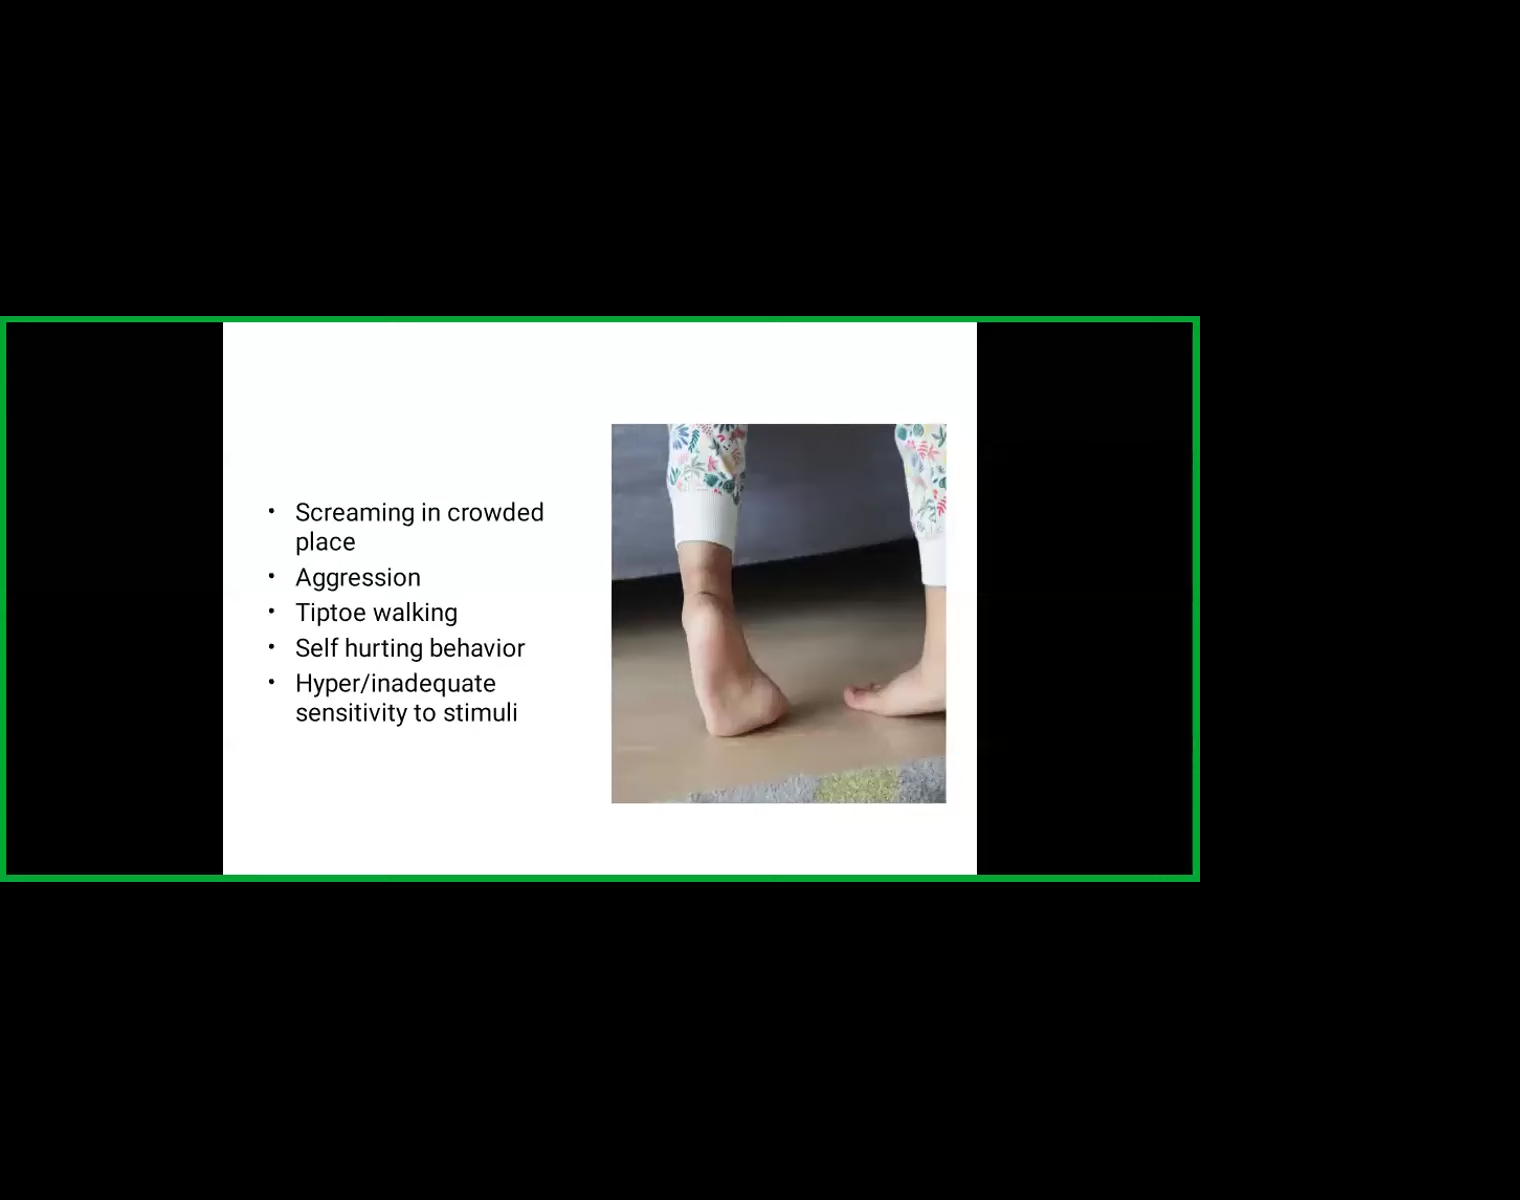 • Screaming in crowded
place
• Aggression
• Tiptoe walking
• Self hurting behavior
• Hyper/inadequate
sensitivity to stimuli